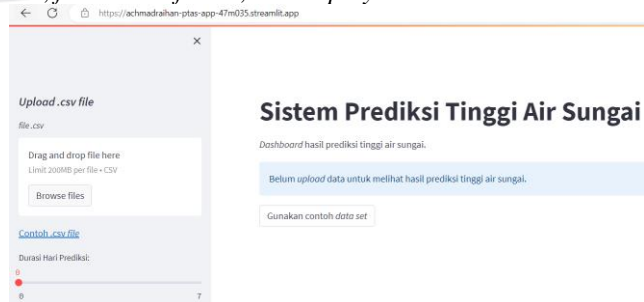 https://achmadraihan-ptas-app-47m035.streamlit.app
Upload .csv file
file.csv
Drag and drop file here
Limit 200MB per file • CSV
Browse files
Contoh .csv file
Durasi Hari Prediksi:
0
0
7
Sistem Prediksi Tinggi Air Sungai
Dashboard hasil prediksi tinggi air sungai.
Belum upload data untuk melihat hasil prediksi tinggi air sungai.
Gunakan contoh data set